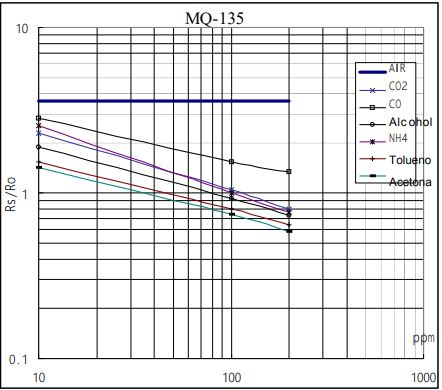 MQ-135
10
AIR
CO2
CO
Alcohol
NH4
Tolueno
Acetona
Rs/Ro
1
ppm
0.1
10
100
1000